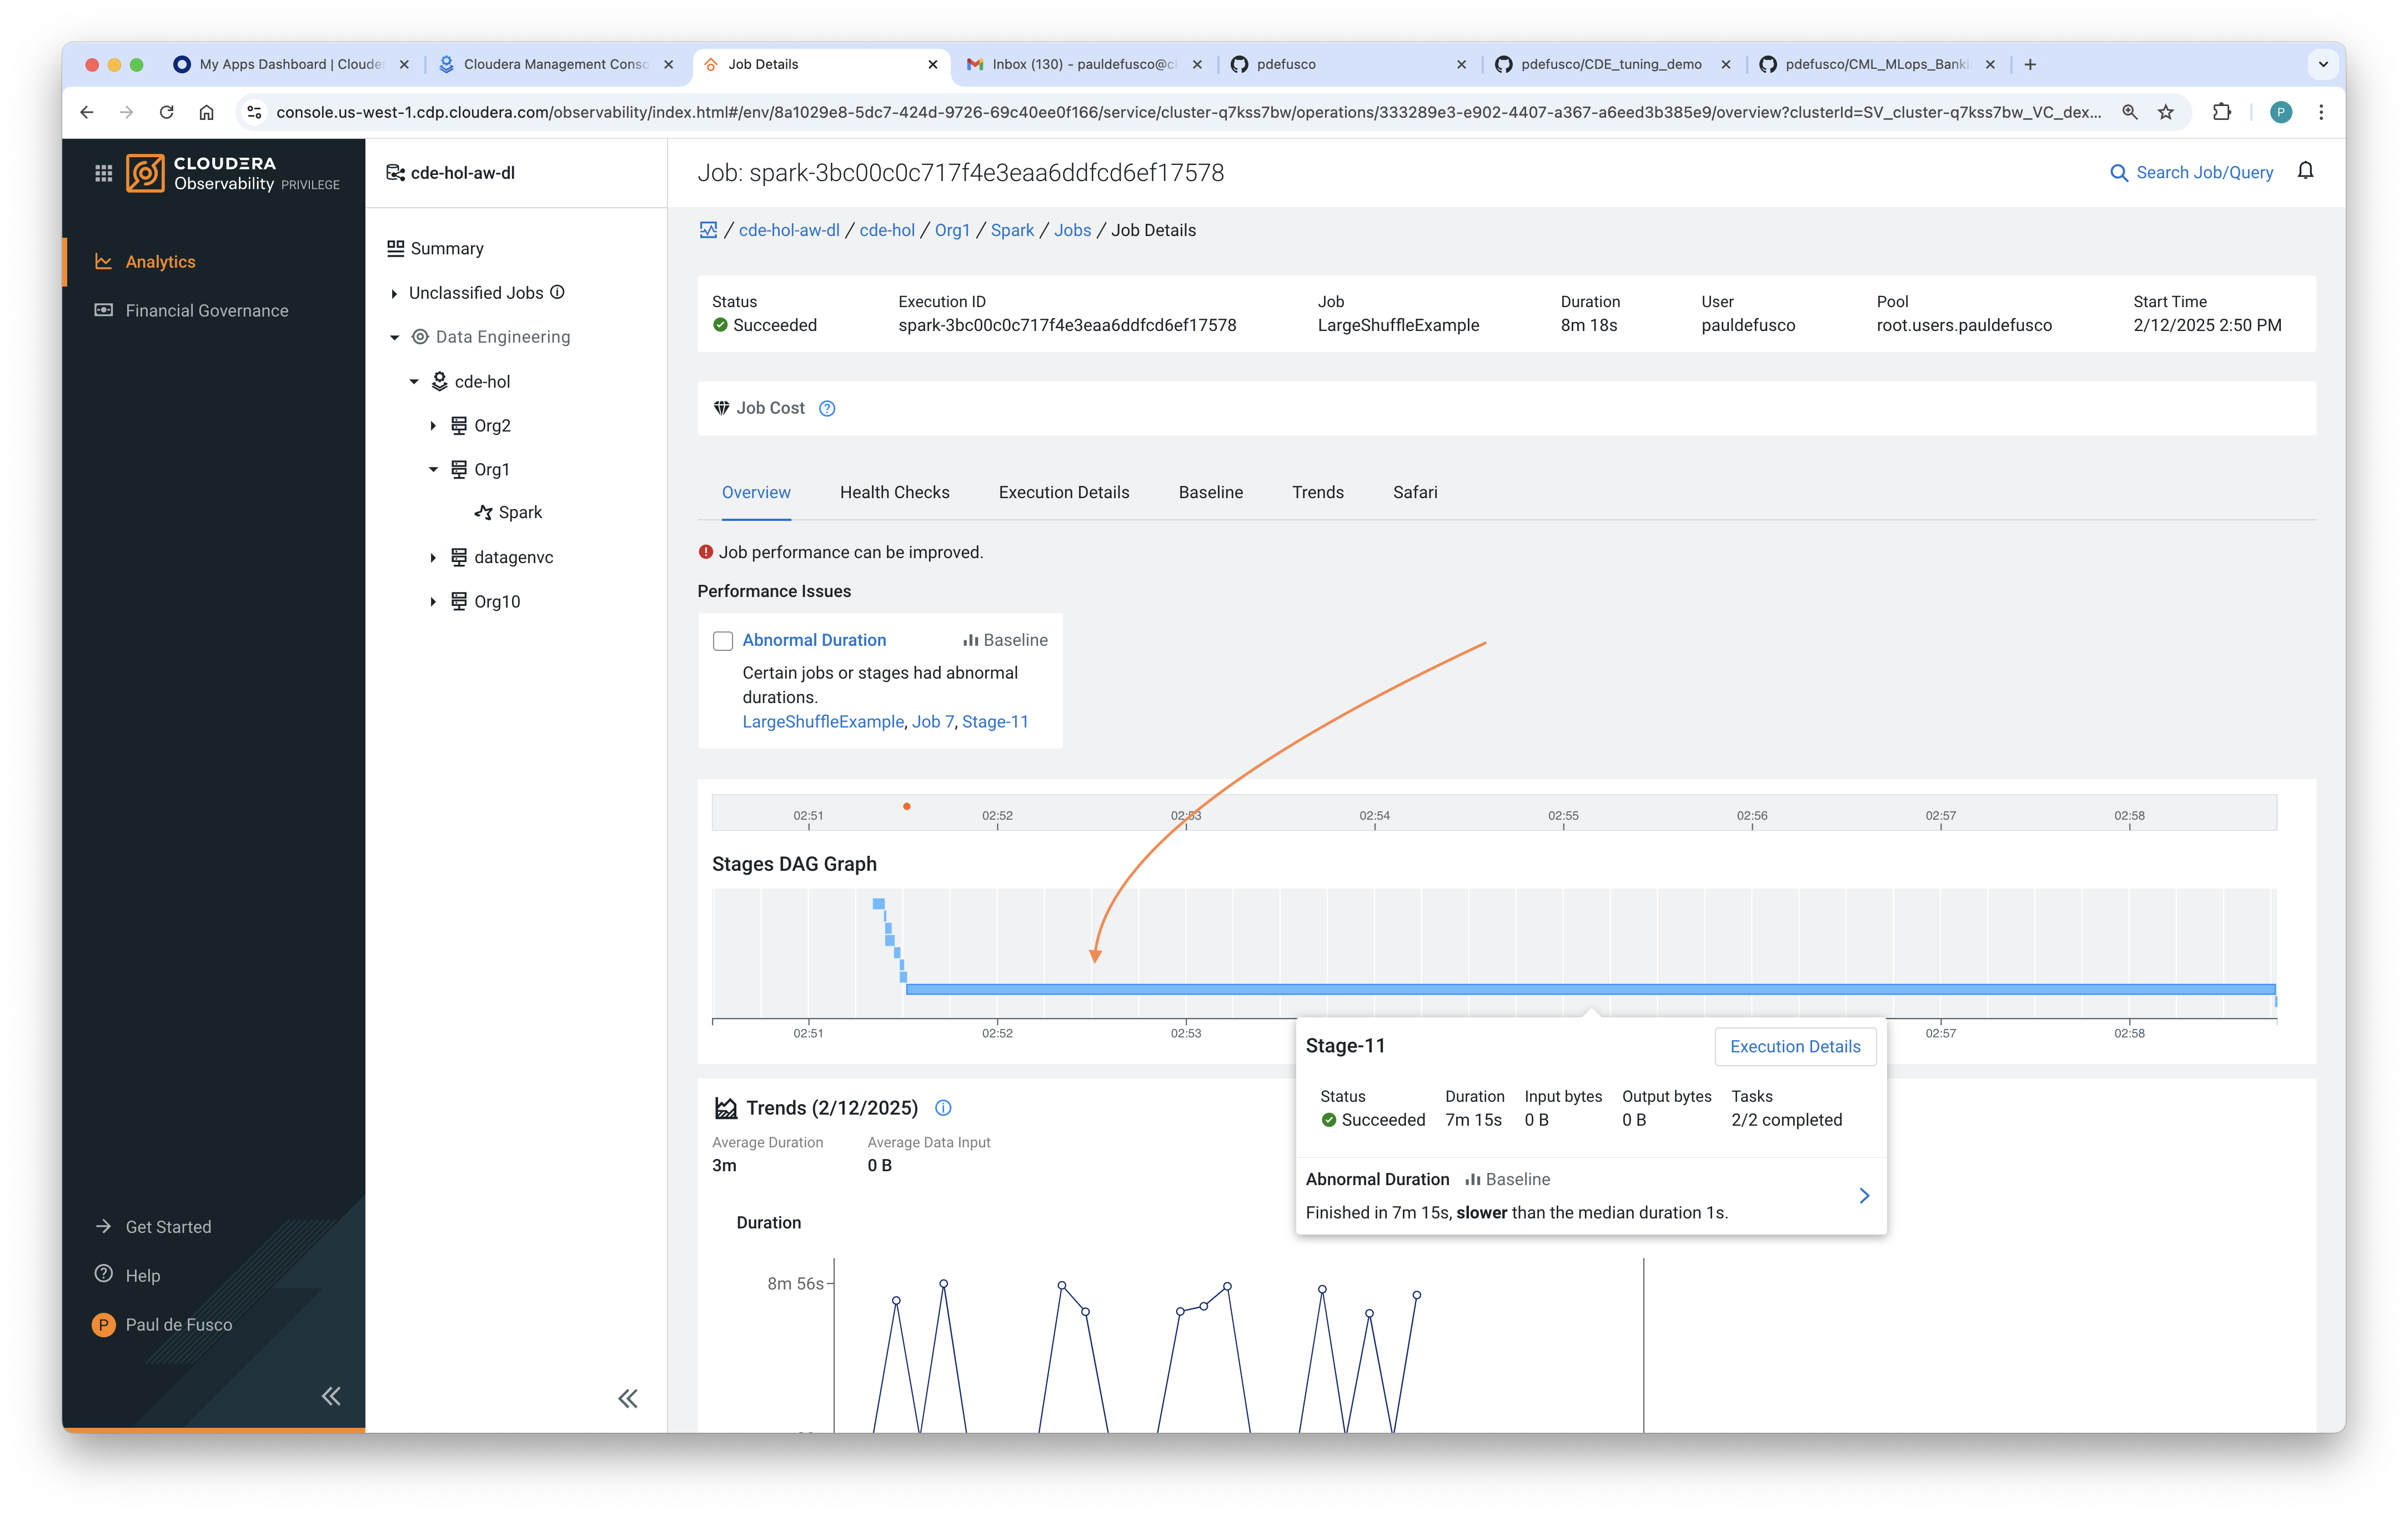 My Apps Dashboard | Clouder
Cloudera Management Conso
Job Details
Inbox (130) - pauldefusco@cl
pdefusco
pdefusco/CDE_tuning_demo
pdefusco/CML_MLops_Banki
console.us-west-1.cdp.cloudera.com/observability/index.html#/env/8a1029e8-5dc7-424d-9726-69c40ee0f166/service/cluster-q7kss7bw/operations/333289e3-e902-4407-a367-a6eed3b385e9/overview?clusterId=SV_cluster-q7kss7bw_VC_dex...
P
CLOUDERA
Observability PRIVILEGE
Analytics
Financial Governance
Get Started
Help
P Paul de Fusco
cde-hol-aw-dl
Summary
Unclassified Jobs
Data Engineering
cde-hol
Org2
Org1
Spark
datagenvc
Org10
Job: spark-3bc00c0c717f4e3eaa6ddfcd6ef17578
Search Job/Query
/ cde-hol-aw-dl / cde-hol / Org1 / Spark / Jobs / Job Details
Status Execution ID Job Duration User Pool Start Time
Succeeded spark-3bc00c0c717f4e3eaa6ddfcd6ef17578 LargeShuffleExample 8m 18s pauldefusco root.users.pauldefusco 2/12/2025 2:50 PM
Job Cost
Overview Health Checks Execution Details Baseline Trends Safari
Job performance can be improved.
Performance Issues
Abnormal Duration Baseline
Certain jobs or stages had abnormal
durations.
LargeShuffleExample, Job 7, Stage-11
02:51 02:52 02:53 02:54 02:55 02:56 02:57 02:58
Stages DAG Graph
02:51 02:52 02:53 02:57 02:58
Stage-11 Execution Details
Status Duration Input bytes Output bytes Tasks
Succeeded 7m 15s 0 B 0 B 2/2 completed
Abnormal Duration Baseline
Finished in 7m 15s, slower than the median duration 1s.
Trends (2/12/2025)
Average Duration Average Data Input
3m 0 B
Duration
8m 56s